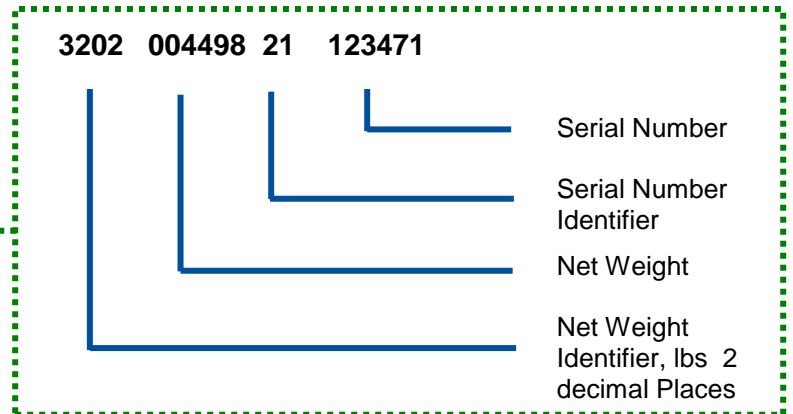 3202 004498 21 123471
Serial Number
Serial Number
Identifier
Net Weight
Net Weight
Identifier, lbs 2
decimal Places